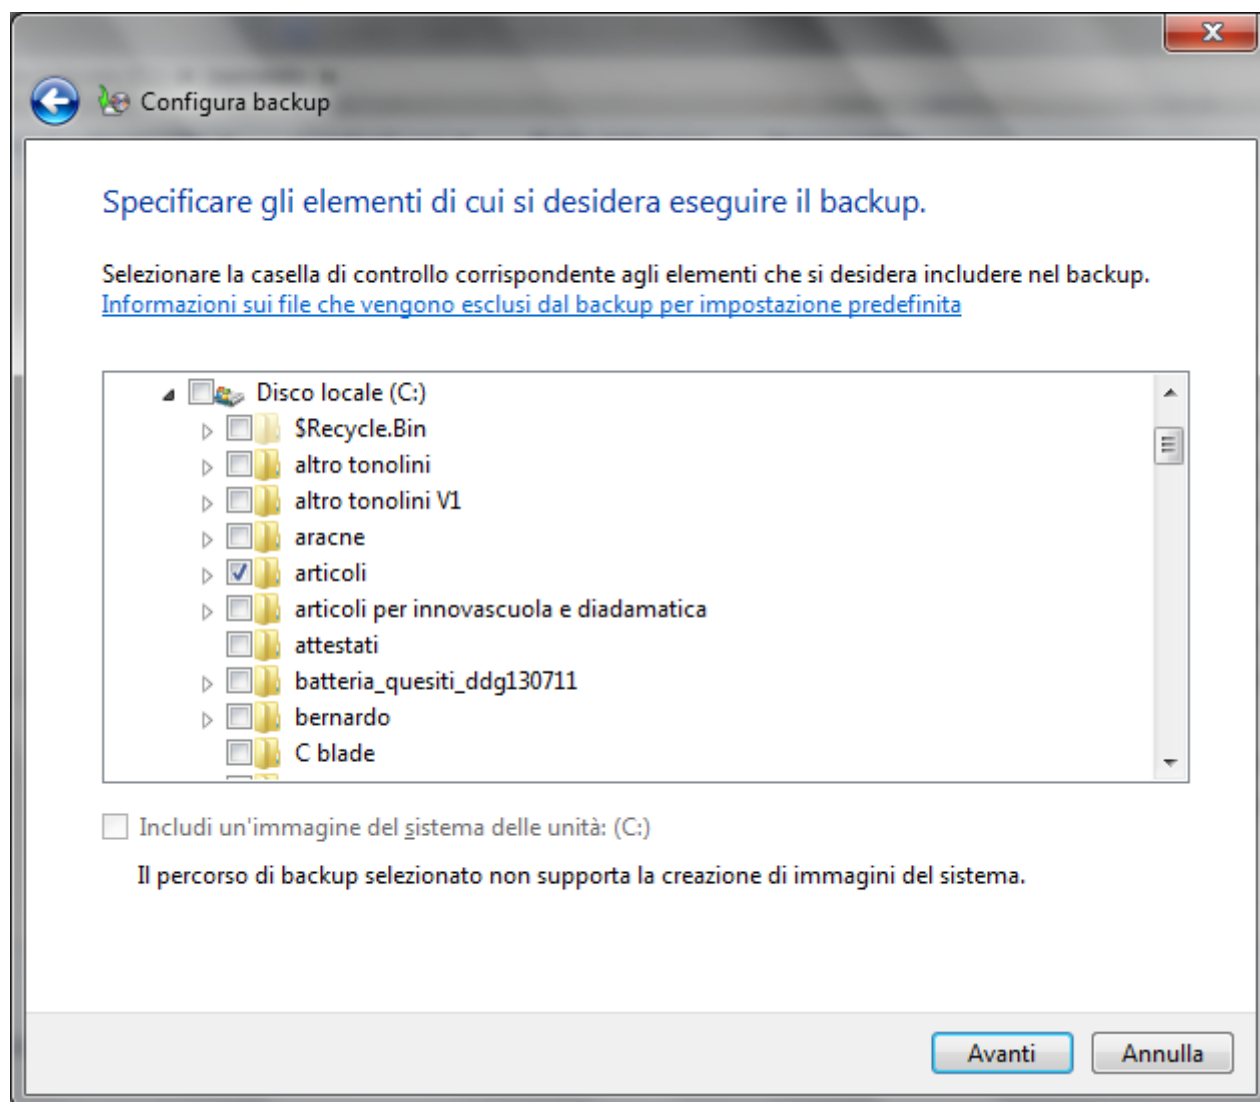 Configura backup
Specificare gli elementi di cui si desidera eseguire il backup.
Selezionare la casella di controllo corrispondente agli elementi che si desidera includere nel backup.
Informazioni sui file che vengono esclusi dal backup per impostazione predefinita
Disco locale (C:)
$Recycle.Bin
altro tonolini
altro tonolini V1
aracne
articoli
articoli per innovascuola e diadamatica
attestati
batteria_quesiti_ddg130711
bernardo
C blade
Includi un'immagine del sistema delle unità: (C:)
Il percorso di backup selezionato non supporta la creazione di immagini del sistema.
Avanti Annulla